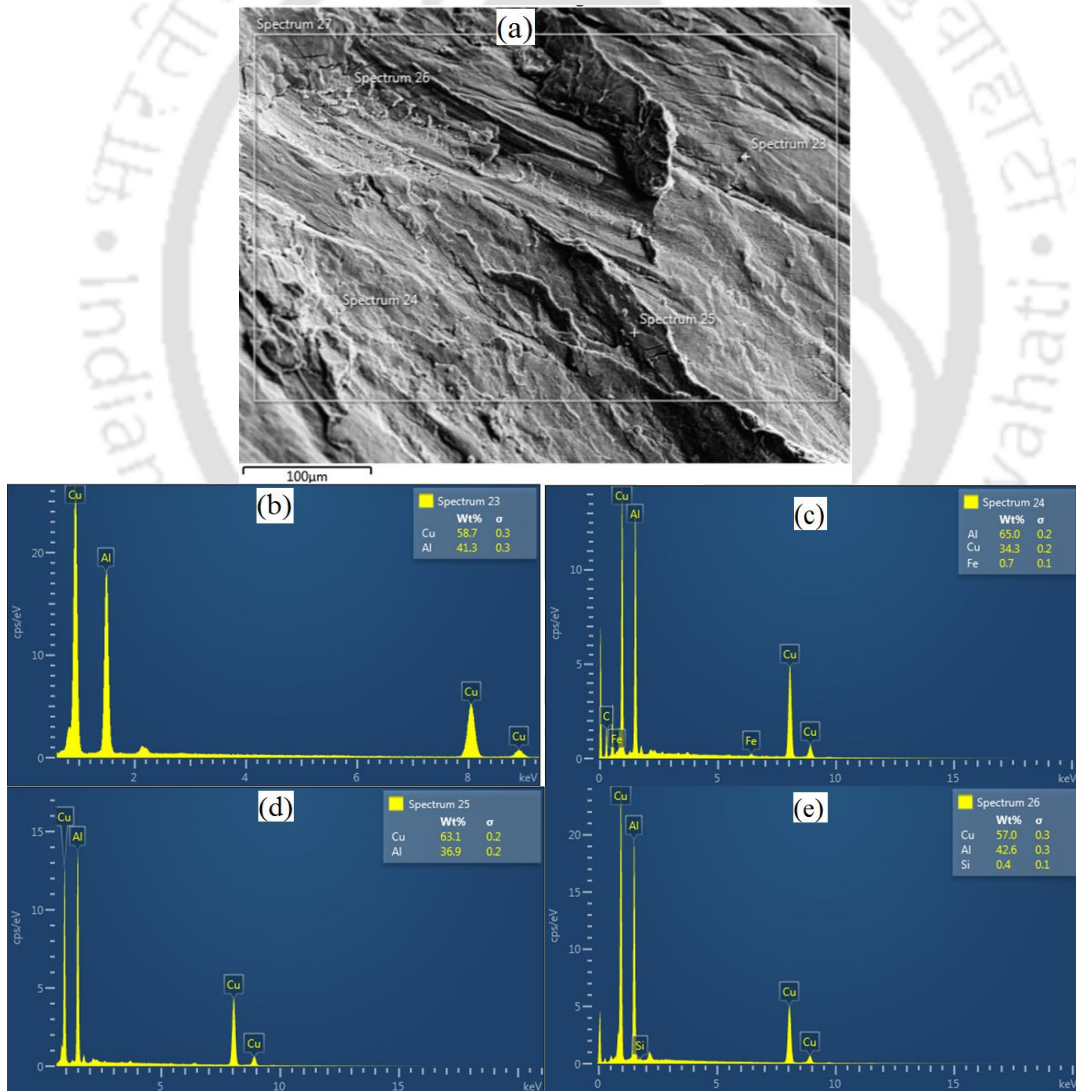 (a)
Spectrum 27
Spectrum 26
Spectrum 23
Spectrum 24
Spectrum 25
100µm
(b)
Cu
Al
Cu
Cu
Spectrum 23
Wt% σ
Cu 58.7 0.3
Al 41.3 0.3
cps/eV
20
10
0
2 4 6 8 keV
(c)
Cu
Al
C
Fe
Fe
Cu
Cu
Spectrum 24
Wt% σ
Al 65.0 0.2
Cu 34.3 0.2
Fe 0.7 0.1
cps/eV
10
5
0
0 5 10 15 keV
(d)
Cu
Al
Cu
Cu
Spectrum 25
Wt% σ
Cu 63.1 0.2
Al 36.9 0.2
cps/eV
15
10
5
0
5 10 15 keV
(e)
Cu
Al
Si
Cu
Cu
Spectrum 26
Wt% σ
Cu 57.0 0.3
Al 42.6 0.3
Si 0.4 0.1
cps/eV
20
10
0
0 5 10 15 keV
Indian
wahati